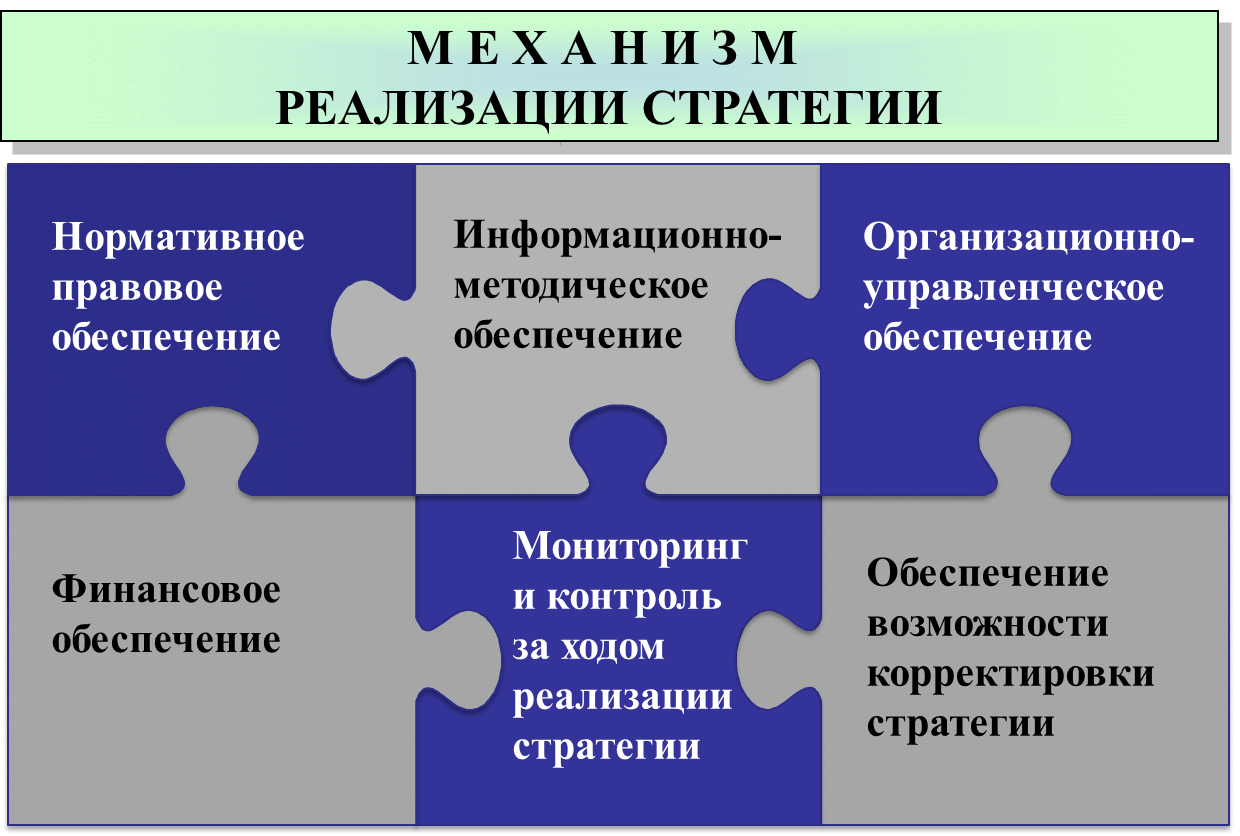 М Е Х А Н И З М
РЕАЛИЗАЦИИ СТРАТЕГИИ
Нормативное
правовое
обеспечение
Информационно-
методическое
обеспечение
Организационно-
управленческое
обеспечение
Финансовое
обеспечение
Мониторинг
и контроль
за ходом
реализации
стратегии
Обеспечение
возможности
корректировки
стратегии